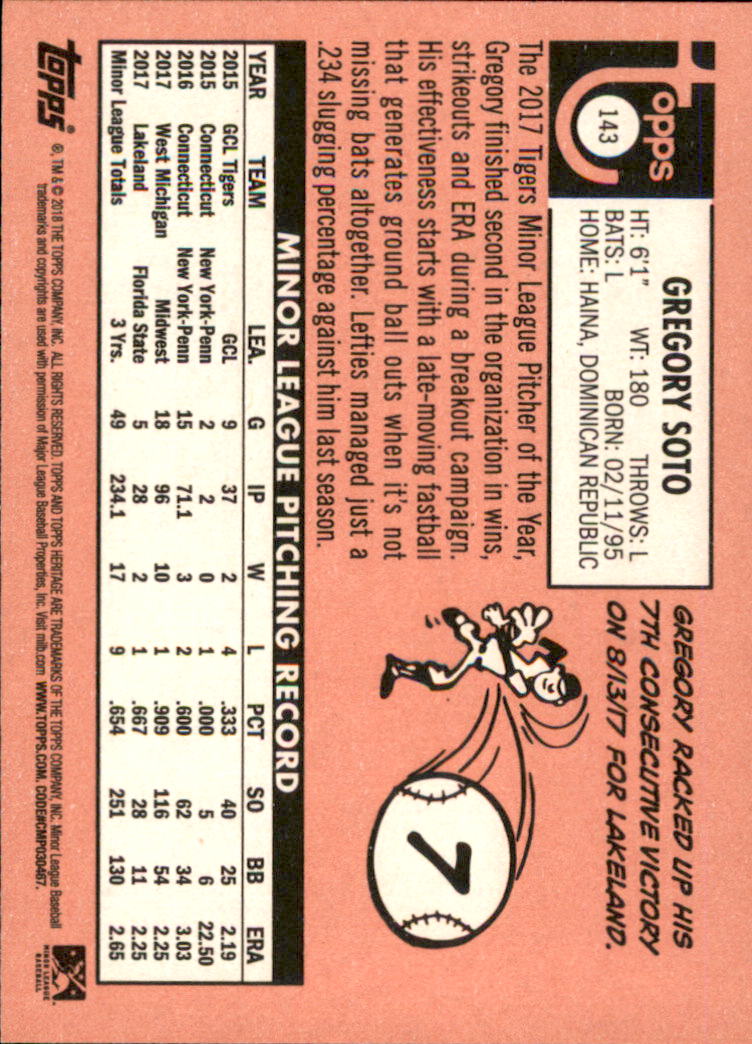 Topps
143
GREGORY SOTO
HT: 6'1" WT: 180 THROWS: L
BATS: L BORN: 02/11/95
HOME: HAINA, DOMINICAN REPUBLIC
The 2017 Tigers Minor League Pitcher of the Year,
Gregory finished second in the organization in wins,
strikeouts and ERA during a breakout campaign.
His effectiveness starts with a late-moving fastball
that generates ground ball outs when it's not
missing bats altogether. Lefties managed just a
.234 slugging percentage against him last season.
GREGORY RACKED UP HIS
7TH CONSECUTIVE VICTORY
ON 8/13/17 FOR LAKELAND.
7
MINOR LEAGUE PITCHING RECORD
YEAR TEAM LEA. G IP W L PCT SO BB ERA
2015 GCL Tigers GCL 9 37 2 4 .333 40 25 2.19
2015 Connecticut New York-Penn 2 2 0 1 .000 5 6 22.50
2016 Connecticut New York-Penn 15 71.1 3 2 .600 62 34 3.03
2017 West Michigan Midwest 18 96 10 1 .909 116 54 2.25
2017 Lakeland Florida State 5 28 2 1 .667 28 11 2.25
Minor League Totals 3 Yrs. 49 234.1 17 9 .654 251 130 2.65
topps
®, TM & © 2018 THE TOPPS COMPANY, INC. ALL RIGHTS RESERVED. TOPPS AND TOPPS HERITAGE ARE TRADEMARKS OF THE TOPPS COMPANY, INC. Minor League Baseball
trademarks and copyrights are used with permission of Major League Baseball Properties, Inc. Visit milb.com WWW.TOPPS.COM. CODE#CMP030467.
MINOR LEAGUE
BASEBALL